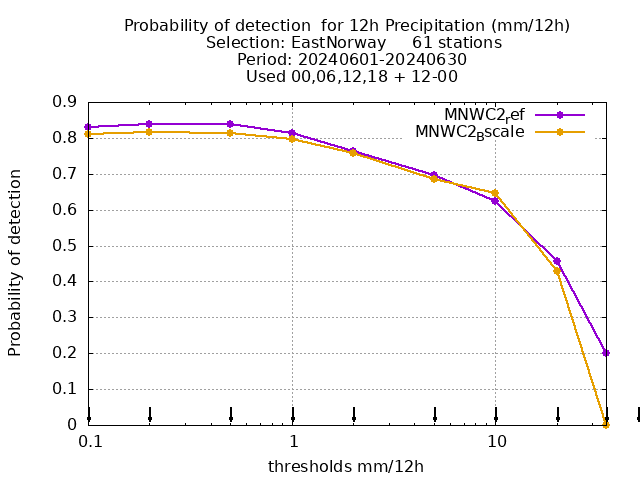 Probability of detection  for 12h Precipitation (mm/12h)
Selection: EastNorway     61 stations
Period: 20240601-20240630
Used 00,06,12,18 + 12-00
MNWC2ref
MNWC2Bscale
0.9
0.8
0.7
0.6
0.5
0.4
0.3
0.2
0.1
0
Probability of detection
0.1
1
10
thresholds mm/12h